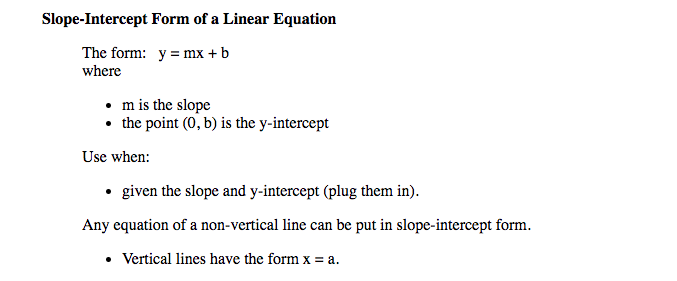 Slope-Intercept Form of a Linear Equation
The form: y = mx + b
where
• m is the slope
• the point (0, b) is the y-intercept
Use when:
• given the slope and y-intercept (plug them in).
Any equation of a non-vertical line can be put in slope-intercept form.
• Vertical lines have the form x = a.